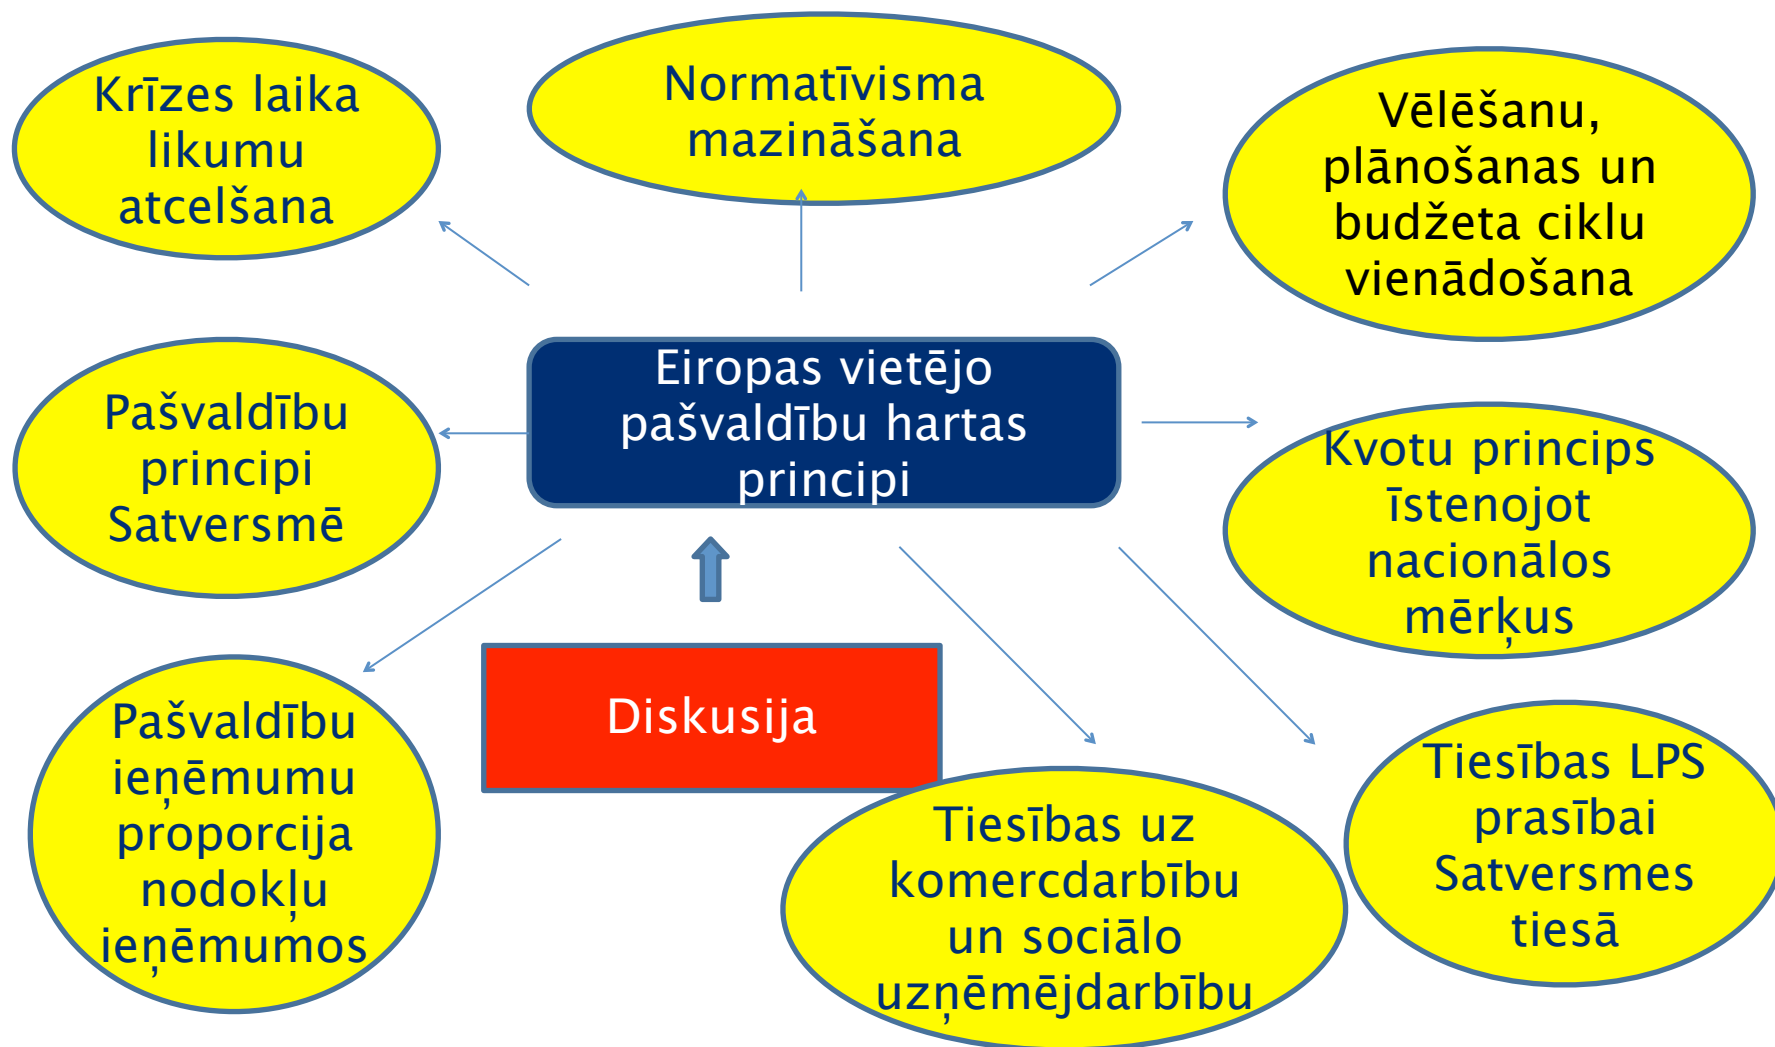 Krīzes laika
likumu
atcelšana
Normatīvisma
mazināšana
Vēlēšanu,
plānošanas un
budžeta ciklu
vienādošana
Eiropas vietējo
pašvaldību hartas
principi
Pašvaldību
principi
Satversmē
Kvotu princips
īstenojot
nacionālos
mērķus
Diskusija
Pašvaldību
ieņēmumu
proporcija
nodokļu
ieņēmumos
Tiesības uz
komercdarbību
un sociālo
uzņēmējdarbību
Tiesības LPS
prasībai
Satversmes
tiesā